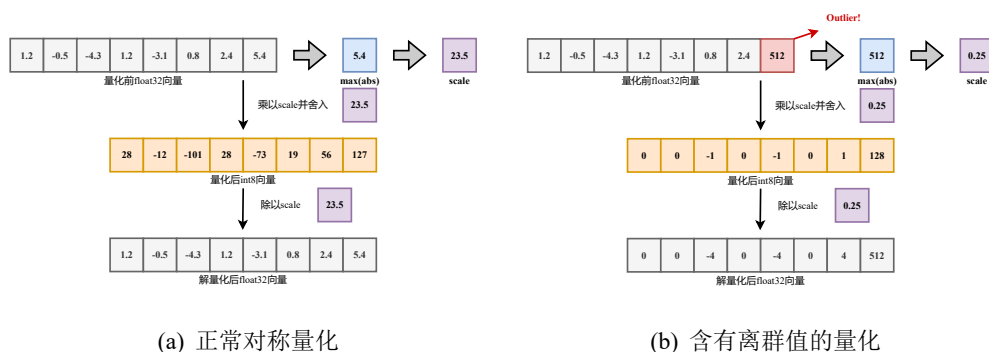 1.2 -0.5 -4.3 1.2 -3.1 0.8 2.4 5.4
5.4
23.5
量化前float32向量
max(abs)
scale
乘以scale并舍入
23.5
28 -12 -101 28 -73 19 56 127
量化后int8向量
除以scale
23.5
1.2 -0.5 -4.3 1.2 -3.1 0.8 2.4 5.4
解量化后float32向量
(a) 正常对称量化
Outlier!
1.2 -0.5 -4.3 1.2 -3.1 0.8 2.4 512
512
0.25
量化前float32向量
max(abs)
scale
乘以scale并舍入
0.25
0 0 -1 0 -1 0 1 128
量化后int8向量
除以scale
0.25
0 0 -4 0 -4 0 4 512
解量化后float32向量
(b) 含有离群值的量化